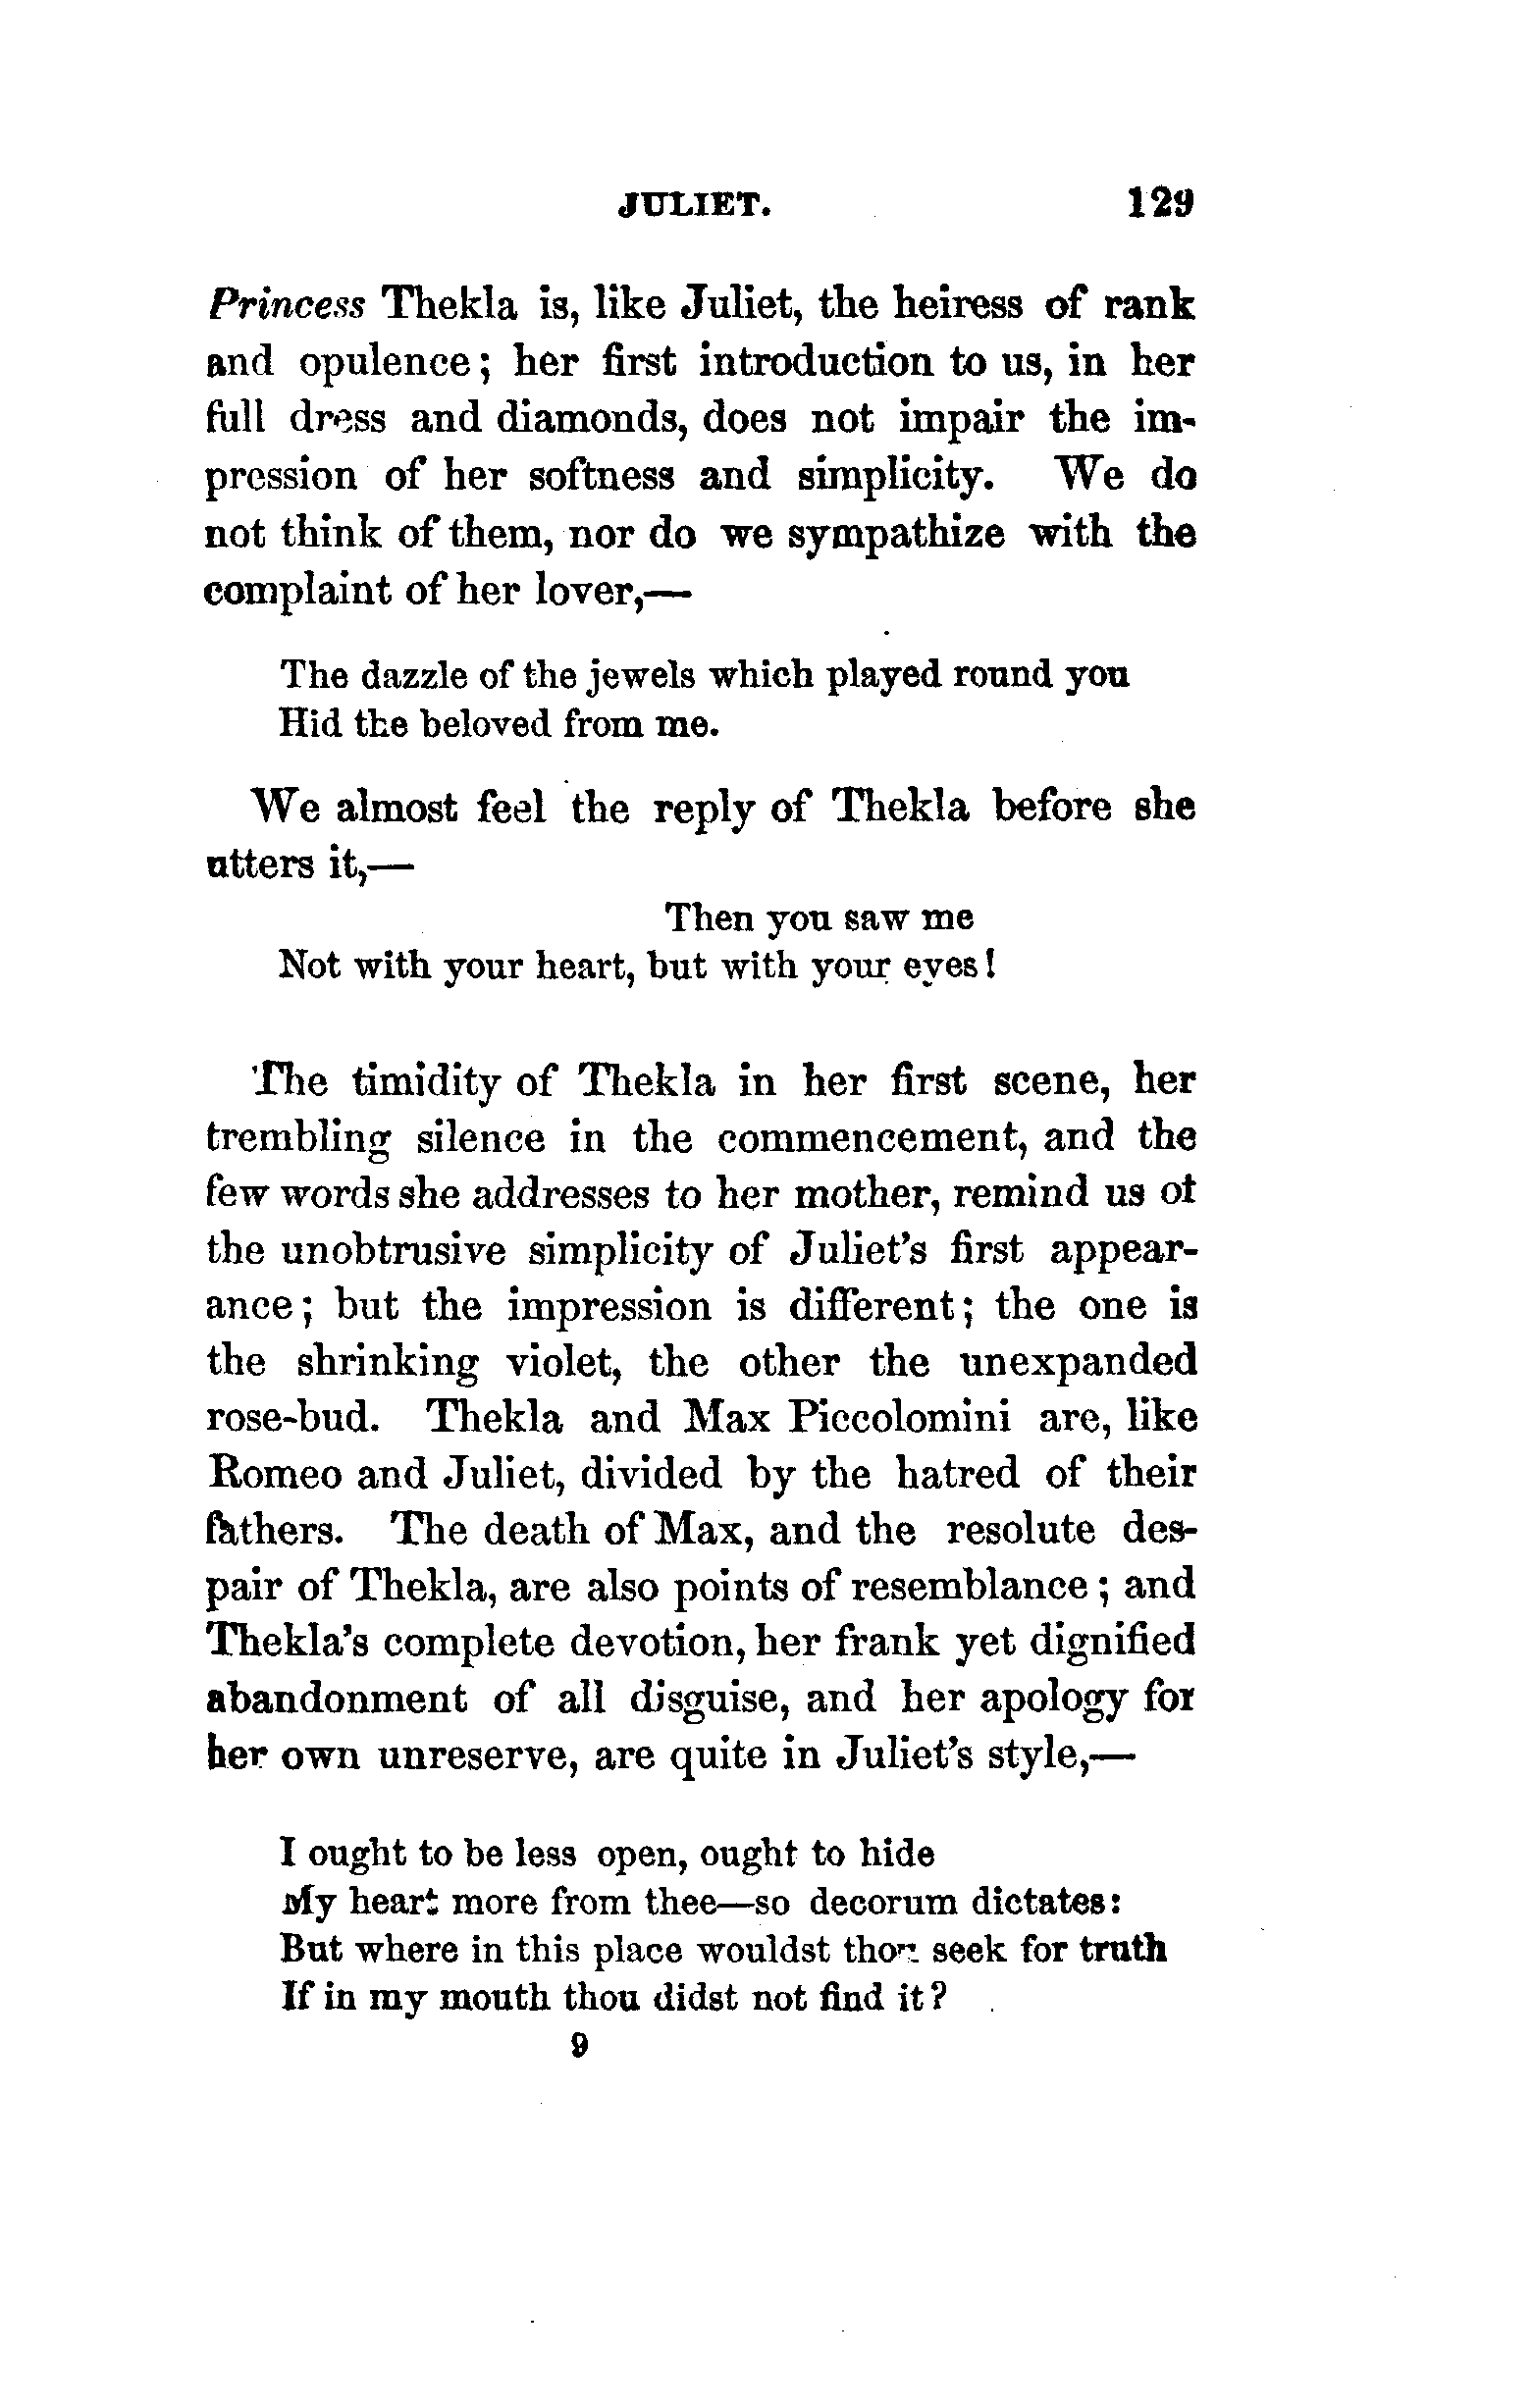 JULIET. 129
Princess Thekla is, like Juliet, the heiress of rank
and opulence; her first introduction to us, in her
full dress and diamonds, does not impair the im-
pression of her softness and simplicity. We do
not think of them, nor do we sympathize with the
complaint of her lover,—
The dazzle of the jewels which played round you
Hid the beloved from me.
We almost feel the reply of Thekla before she
utters it,—
Then you saw me
Not with your heart, but with your eyes!
The timidity of Thekla in her first scene, her
trembling silence in the commencement, and the
few words she addresses to her mother, remind us of
the unobtrusive simplicity of Juliet's first appear-
ance; but the impression is different; the one is
the shrinking violet, the other the unexpanded
rose-bud. Thekla and Max Piccolomini are, like
Romeo and Juliet, divided by the hatred of their
fathers. The death of Max, and the resolute des-
pair of Thekla, are also points of resemblance; and
Thekla's complete devotion, her frank yet dignified
abandonment of all disguise, and her apology for
her own unreserve, are quite in Juliet's style,—
I ought to be less open, ought to hide
My heart more from thee—so decorum dictates:
But where in this place wouldst thou seek for truth
If in my mouth thou didst not find it?
9